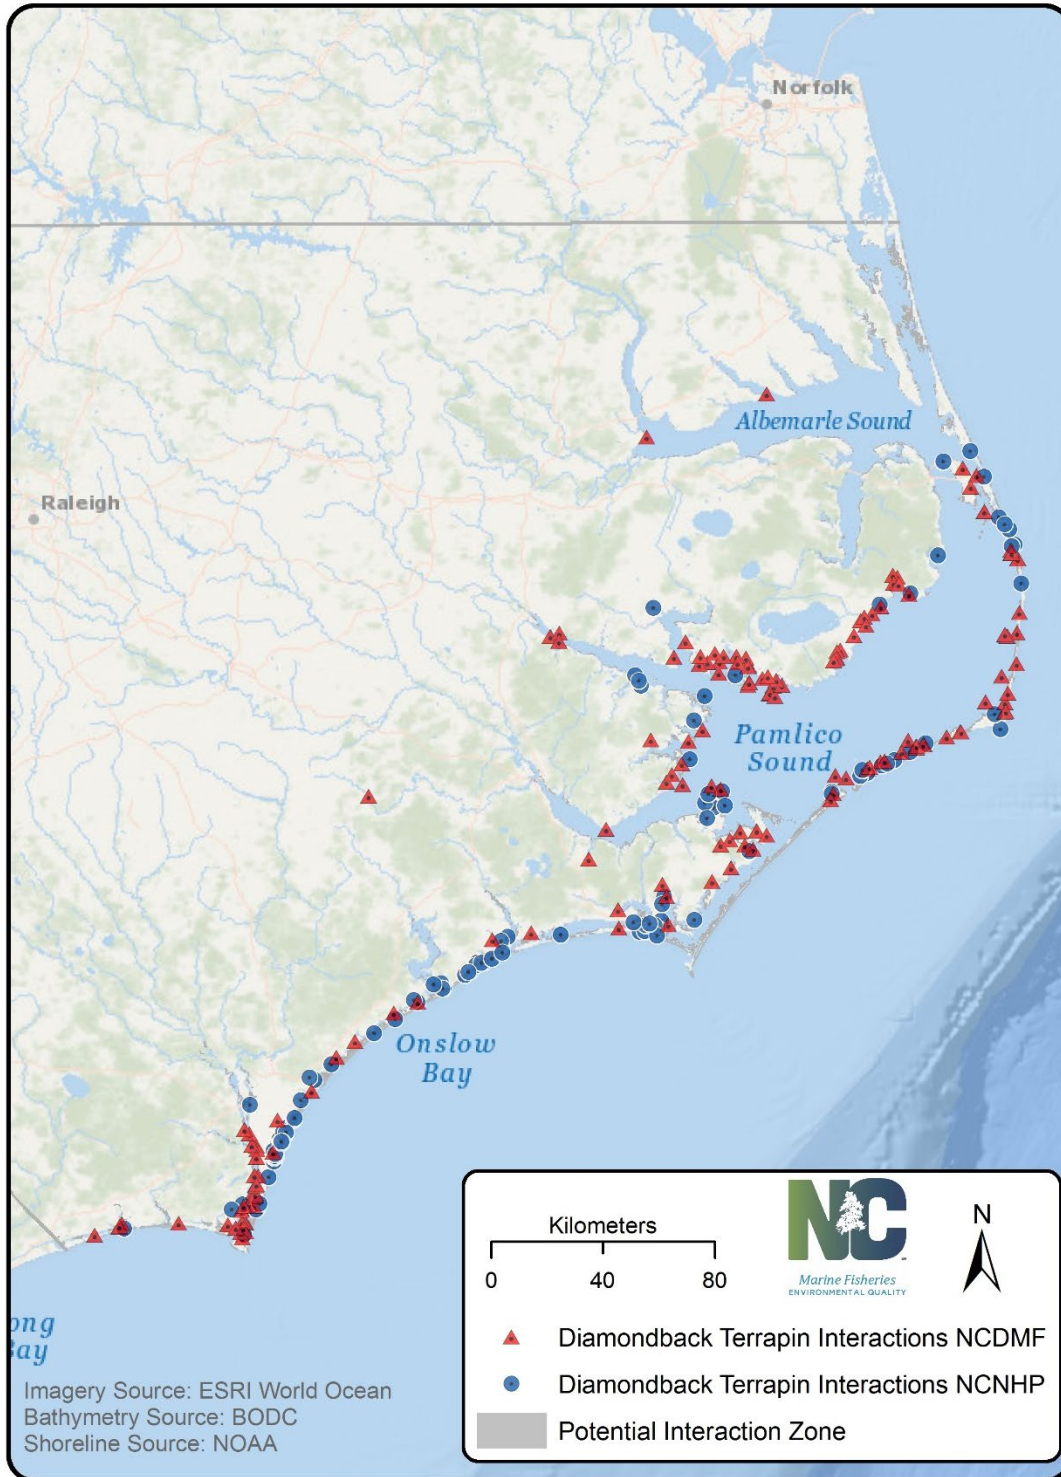 Norfolk
Albemarle Sound
Raleigh
Pamlico
Sound
Onslow
Bay
ong
Bay
Kilometers
0 40 80
NC
Marine Fisheries
ENVIRONMENTAL QUALITY
N
Diamondback Terrapin Interactions NCDMF
Diamondback Terrapin Interactions NCNHP
Potential Interaction Zone
Imagery Source: ESRI World Ocean
Bathymetry Source: BODC
Shoreline Source: NOAA